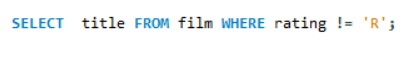 SELECT  title FROM film WHERE rating != 'R';